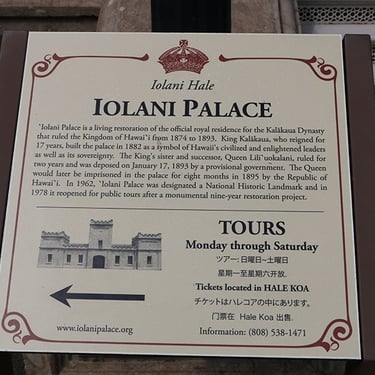 Iolani Hale
IOLANI PALACE
`Iolani Palace is a living restoration of the official royal residence for the Kalākaua Dynasty
that ruled the Kingdom of Hawai`i from 1874 to 1893. King Kalākaua, who reigned for
17 years, built the palace in 1882 as a symbol of Hawai`i's civilized and enlightened leaders
as well as its sovereignty. The King's sister and successor, Queen Lili`uokalani, ruled for
two years and was deposed on January 17, 1893 by a provisional government. The Queen
would later be imprisoned in the palace for eight months in 1895 by the Republic of
Hawai`i. In 1962, `Iolani Palace was designated a National Historic Landmark and in
1978 it reopened for public tours after a monumental nine-year restoration project.
TOURS
Monday through Saturday
ツアー: 日曜日~土曜日
星期一至星期六开放.
Tickets located in HALE KOA
チケットはハレコアの中にあります.
门票在 Hale Koa 出售.
Information: (808) 538-1471
www.iolanipalace.org